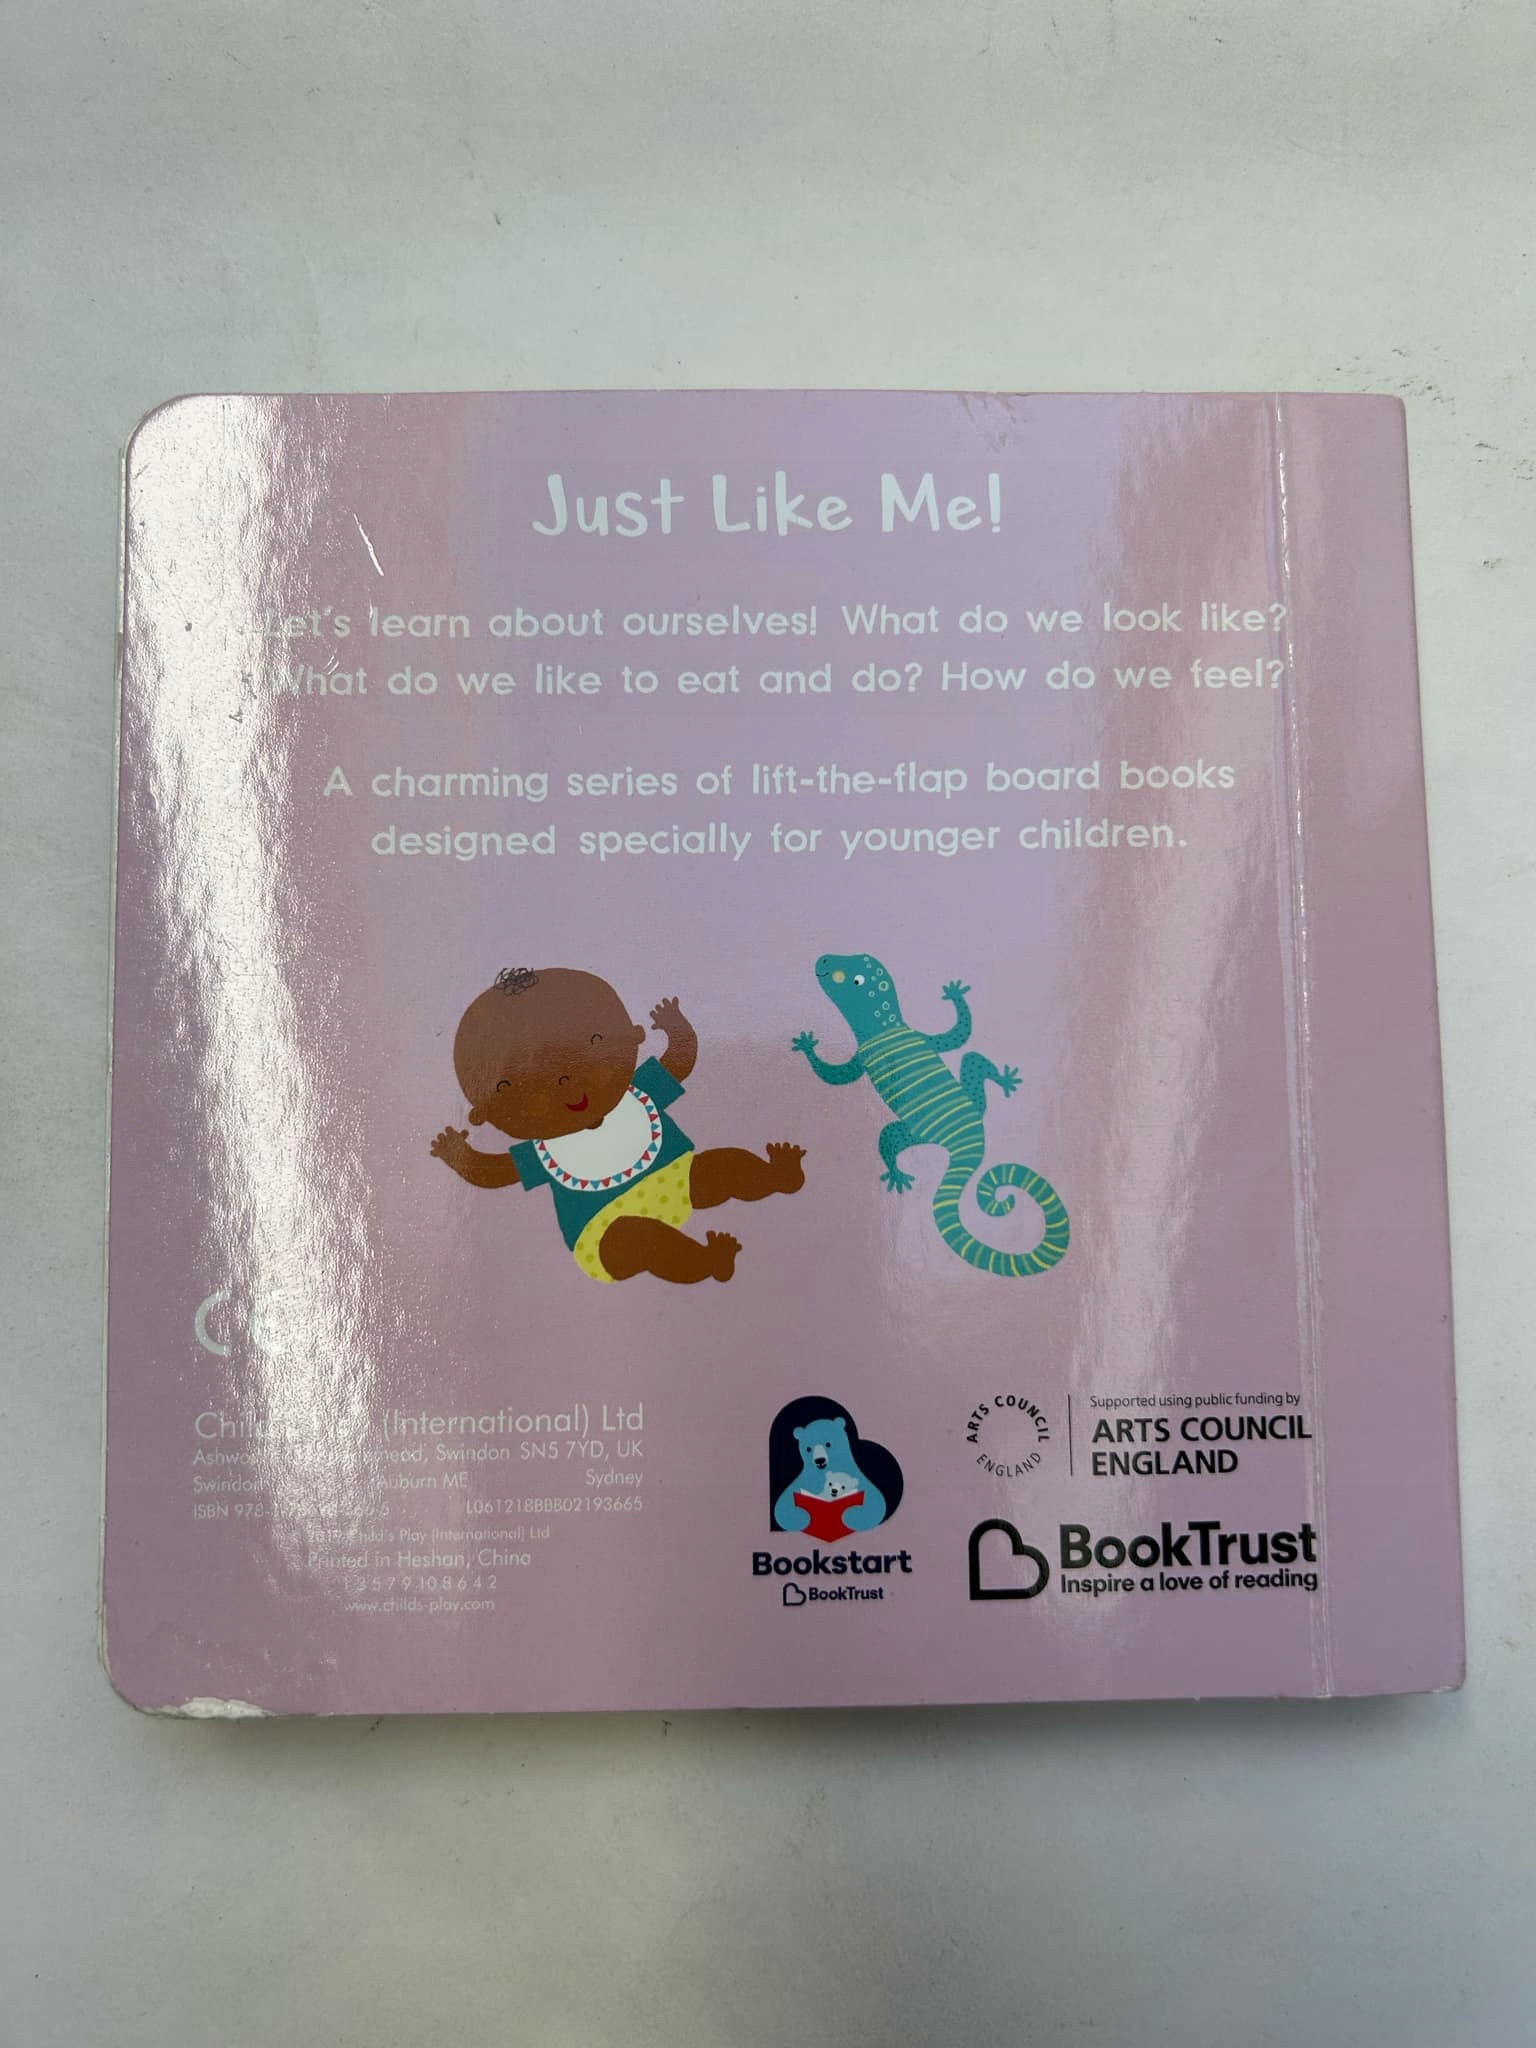 Just Like Me!
Let's learn about ourselves! What do we look like?
What do we like to eat and do? How do we feel?
A charming series of lift-the-flap board books
designed specially for younger children.
CE
(International) Ltd
Swindon SN5 7YD, UK
Swindon Auburn ME Sydney
ISBN L061218BBB02193665
Child's Play (International) Ltd
Printed in Heshan, China
1 3 5 7 9 10 8 6 4 2
www.childs-play.com
Bookstart
BookTrust
ARTS COUNCIL
ENGLAND
Supported using public funding by
ARTS COUNCIL
ENGLAND
BookTrust
Inspire a love of reading